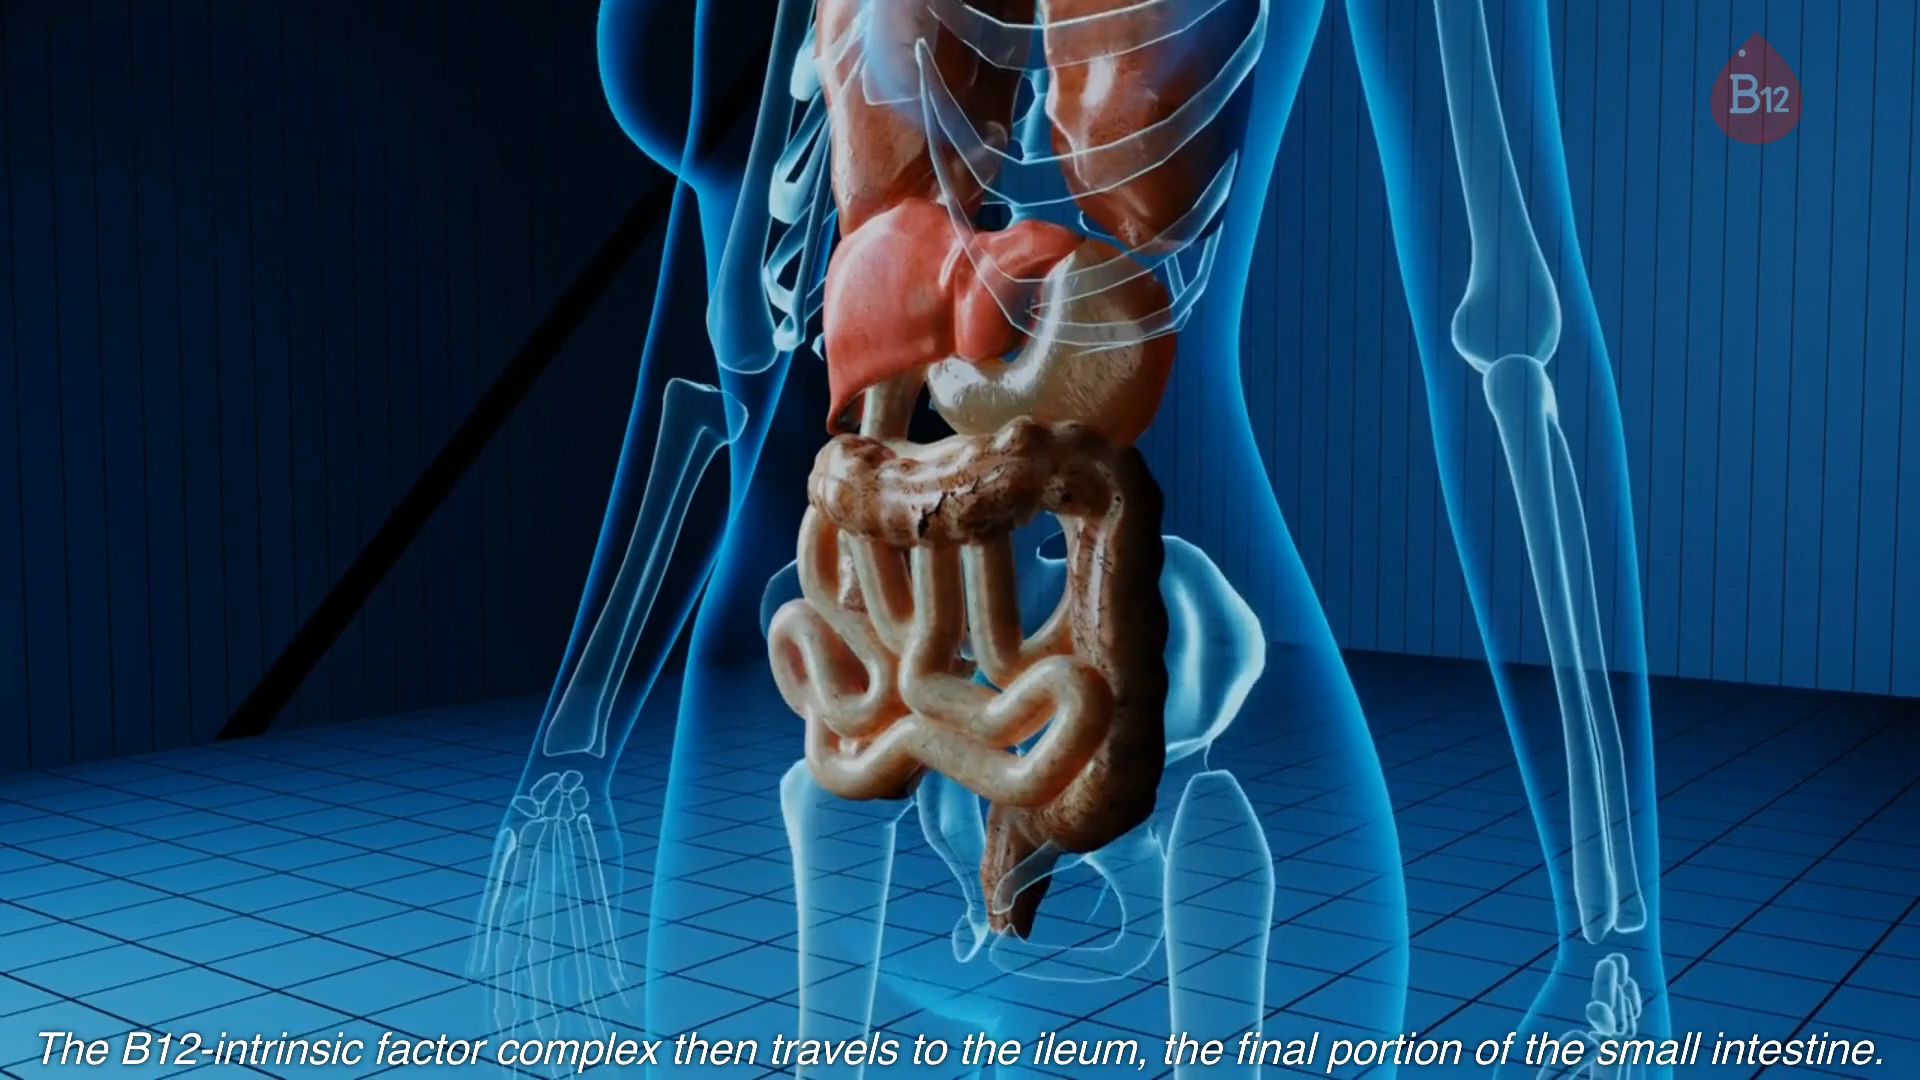 B12
The B12-intrinsic factor complex then travels to the ileum, the final portion of the small intestine.